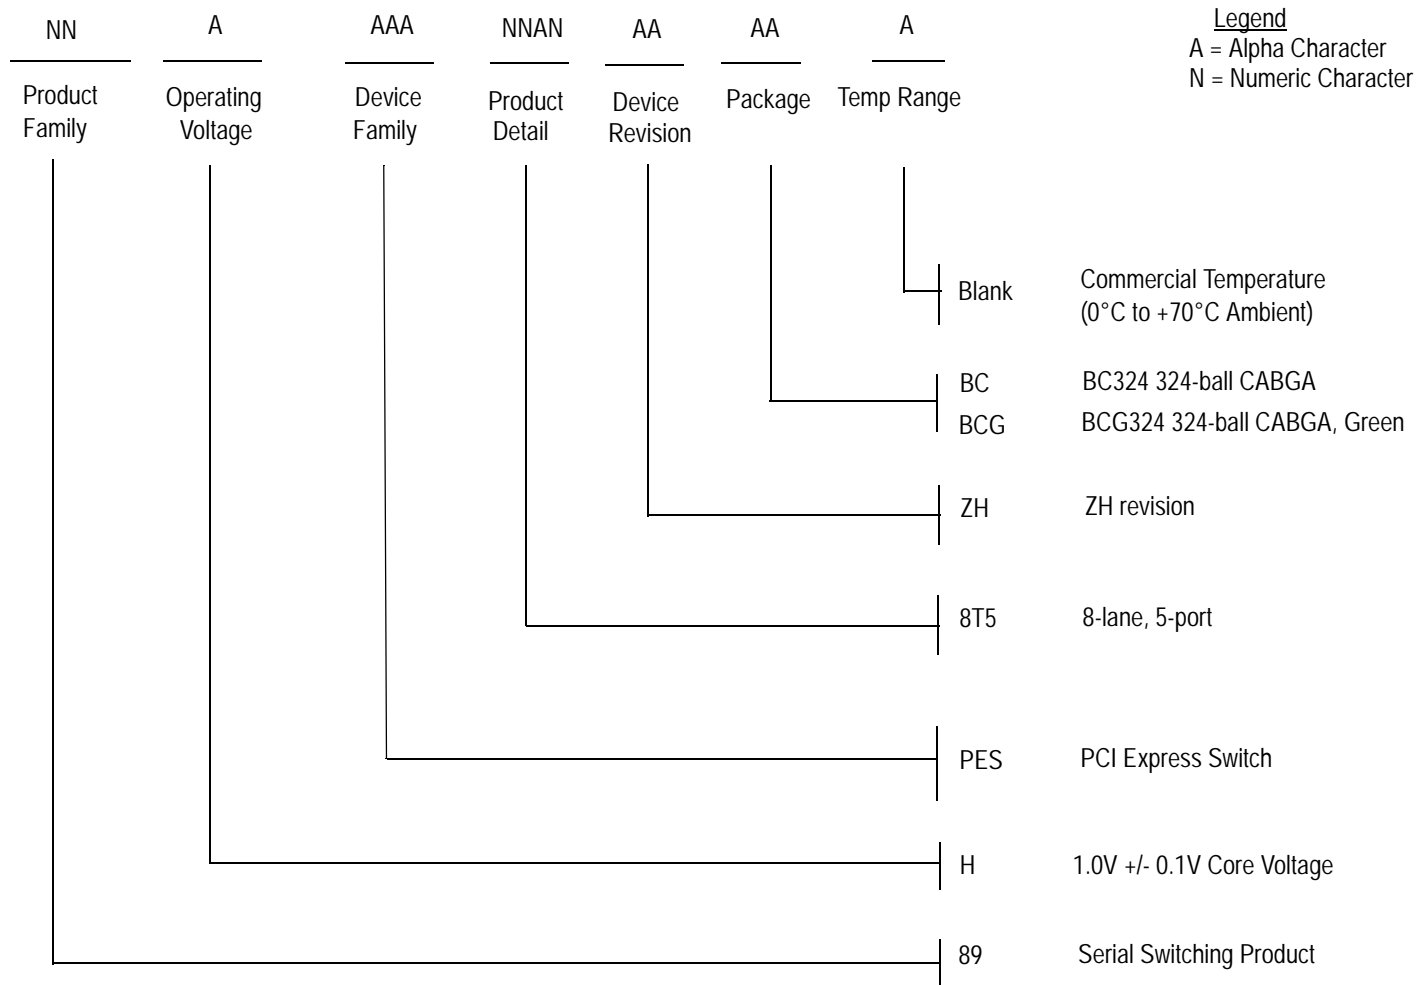 NN A AAA NNAN AA AA A
Legend
A = Alpha Character
N = Numeric Character
Product Family
Operating Voltage
Device Family
Product Detail
Device Revision
Package
Temp Range
Blank Commercial Temperature
(0°C to +70°C Ambient)
BC BC324 324-ball CABGA
BCG BCG324 324-ball CABGA, Green
ZH ZH revision
8T5 8-lane, 5-port
PES PCI Express Switch
H 1.0V +/- 0.1V Core Voltage
89 Serial Switching Product